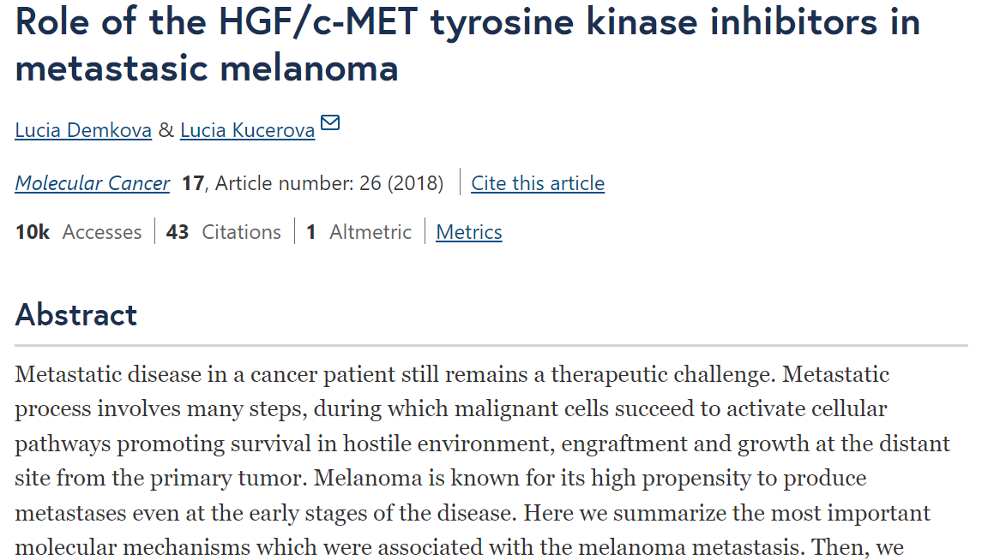 Role of the HGF/c-MET tyrosine kinase inhibitors in
metastasic melanoma
Lucia Demkova & Lucia Kucerova
Molecular Cancer 17, Article number: 26 (2018) Cite this article
10k Accesses 43 Citations 1 Altmetric Metrics
Abstract
Metastatic disease in a cancer patient still remains a therapeutic challenge. Metastatic
process involves many steps, during which malignant cells succeed to activate cellular
pathways promoting survival in hostile environment, engraftment and growth at the distant
site from the primary tumor. Melanoma is known for its high propensity to produce
metastases even at the early stages of the disease. Here we summarize the most important
molecular mechanisms which were associated with the melanoma metastasis. Then, we